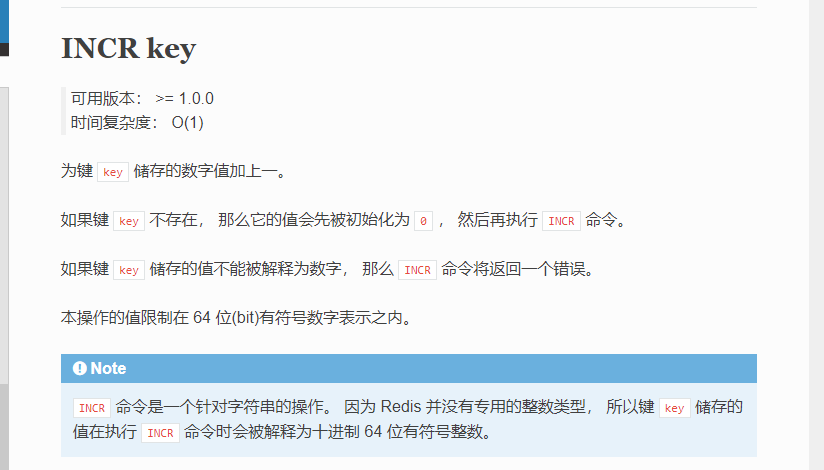 INCR key
可用版本： >= 1.0.0
时间复杂度： O(1)
为键 key 储存的数字值加上一。
如果键 key 不存在， 那么它的值会先被初始化为 0 ， 然后再执行 INCR 命令。
如果键 key 储存的值不能被解释为数字， 那么 INCR 命令将返回一个错误。
本操作的值限制在 64 位(bit)有符号数字表示之内。
Note
INCR 命令是一个针对字符串的操作。 因为 Redis 并没有专用的整数类型， 所以键 key 储存的
值在执行 INCR 命令时会被解释为十进制 64 位有符号整数。